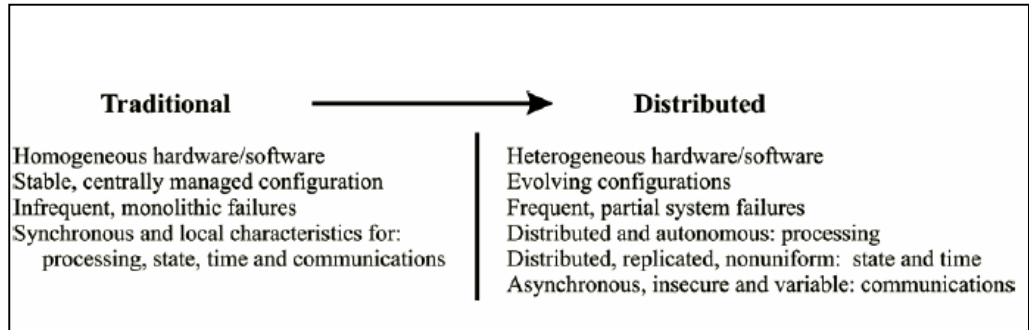 Traditional
Distributed
Homogeneous hardware/software
Stable, centrally managed configuration
Infrequent, monolithic failures
Synchronous and local characteristics for:
processing, state, time and communications
Heterogeneous hardware/software
Evolving configurations
Frequent, partial system failures
Distributed and autonomous: processing
Distributed, replicated, nonuniform: state and time
Asynchronous, insecure and variable: communications